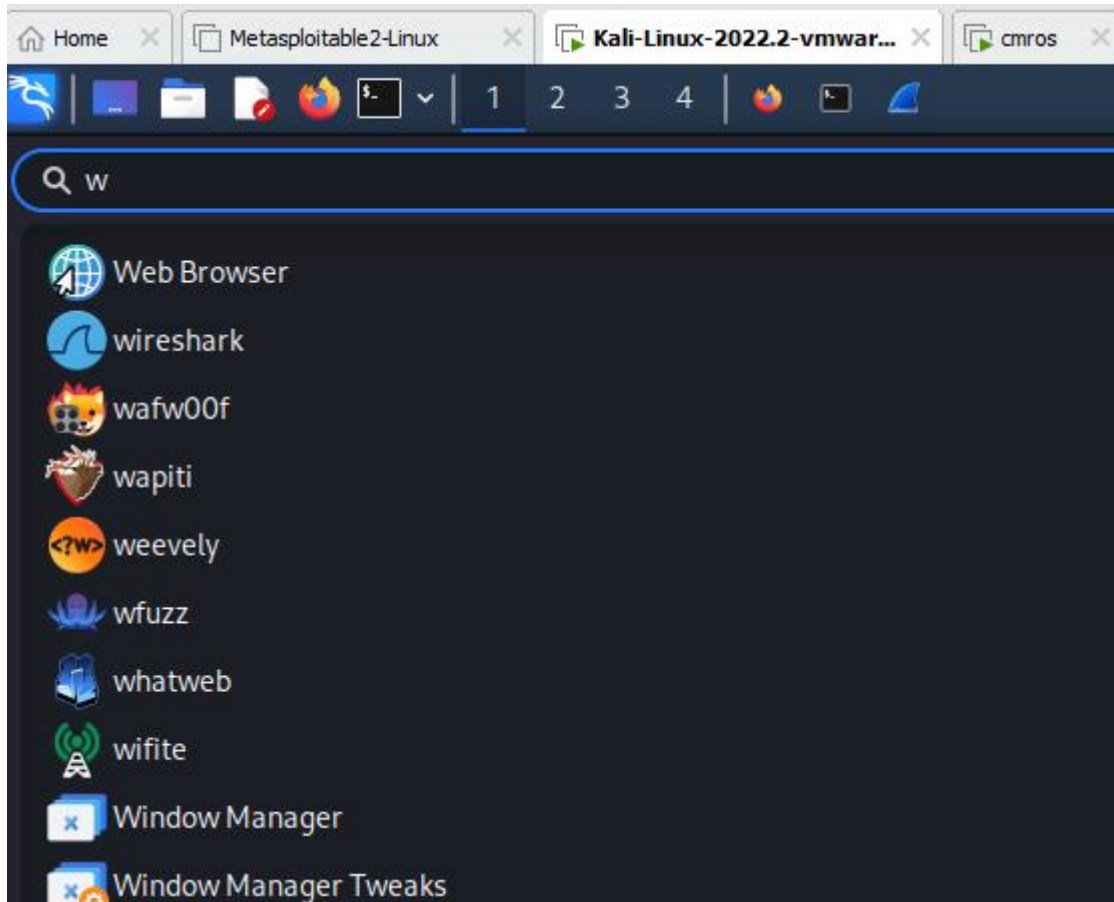 Home Metasploitable2-Linux Kali-Linux-2022.2-vmwar... cmros
$_ 1 2 3 4
w
Web Browser
wireshark
wafw00f
wapiti
<?w> weevely
wfuzz
whatweb
wifite
Window Manager
Window Manager Tweaks